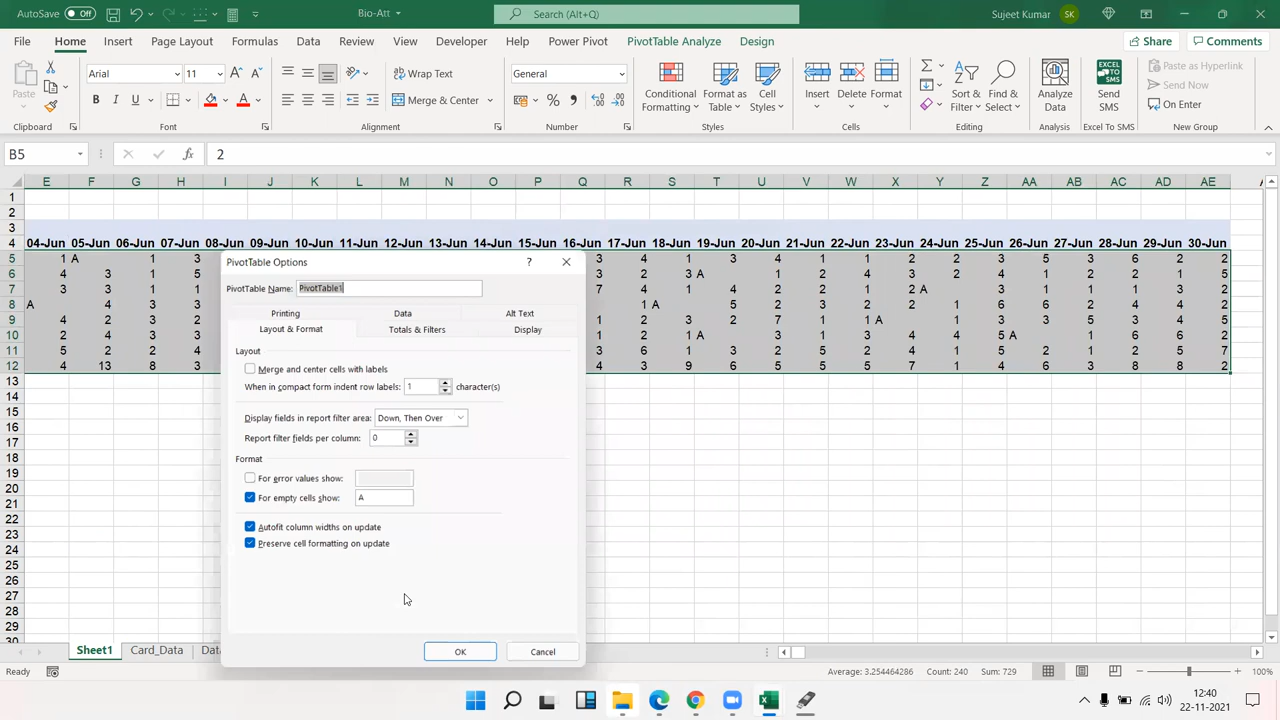 AutoSave Off Bio-Att Search (Alt+Q) Sujeet Kumar SK
File Home Insert Page Layout Formulas Data Review View Developer Help Power Pivot PivotTable Analyze Design Share Comments
Paste Arial 11 Wrap Text General Conditional Format as Cell Insert Delete Format Sort & Find & Analyze Send Paste as Hyperlink
B I U Merge & Center Formatting Table Styles Filter Select Data SMS Send Now
On Enter
Clipboard Font Alignment Number Styles Cells Editing Analysis Excel To SMS New Group
B5 fx 2
E F G H I J K L M N O P Q R S T U V W X Y Z AA AB AC AD AE
1
2
3
4 04-Jun 05-Jun 06-Jun 07-Jun 08-Jun 09-Jun 10-Jun 11-Jun 12-Jun 13-Jun 14-Jun 15-Jun 16-Jun 17-Jun 18-Jun 19-Jun 20-Jun 21-Jun 22-Jun 23-Jun 24-Jun 25-Jun 26-Jun 27-Jun 28-Jun 29-Jun 30-Jun
5 1 A 1 3 3 4 1 3 4 1 1 2 2 3 5 4 6 2 2
6 4 3 1 5 3 2 3 A 1 2 4 3 2 4 1 2 2 1 5
7 3 3 1 3 7 4 1 4 3 1 4 2 A 3 1 1 1 2 1
8 A 4 3 3 1 A 5 2 3 2 2 1 6 6 2 4 4 2
9 4 2 3 2 1 2 3 2 7 1 1 A 1 3 3 5 3 4 5
10 4 3 3 2 1 3 1 A 3 1 3 4 6 5 A 1 6 6 2
11 5 2 2 4 3 6 1 3 2 5 2 4 1 5 2 1 2 5 7
12 4 13 8 3 4 3 9 6 5 5 5 7 1 4 6 3 8 8 2
13
14
15
16
17
18
19
20
21
22
23
24
25
26
27
28
29
30
PivotTable Options ?
PivotTable Name: PivotTable1
Printing Data Alt Text
Layout & Format Totals & Filters Display
Layout
Merge and center cells with labels
When in compact form indent row labels: 1 character(s)
Display fields in report filter area: Down, Then Over
Report filter fields per column: 0
Format
For error values show:
For empty cells show: A
Autofit column widths on update
Preserve cell formatting on update
OK Cancel
Sheet1 Card_Data
Ready Average: 3.254464286 Count: 240 Sum: 729 100%
12:40
22-11-2021